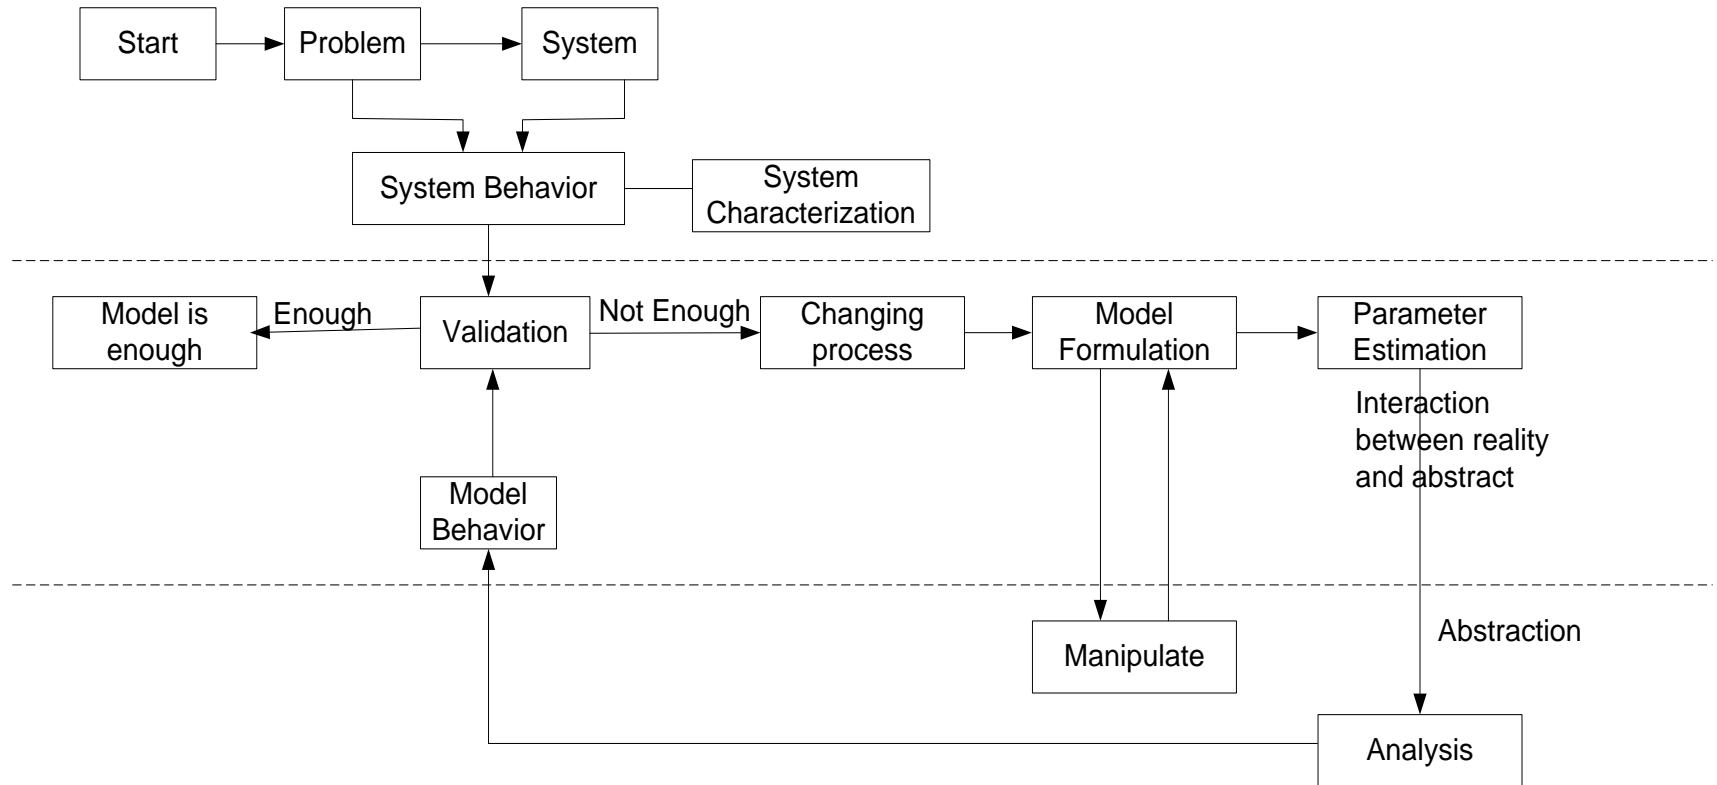 Start
Problem
System
System Behavior
System
Characterization
Model is
enough
Enough
Validation
Not Enough
Changing
process
Model
Formulation
Parameter
Estimation
Interaction
between reality
and abstract
Model
Behavior
Manipulate
Abstraction
Analysis